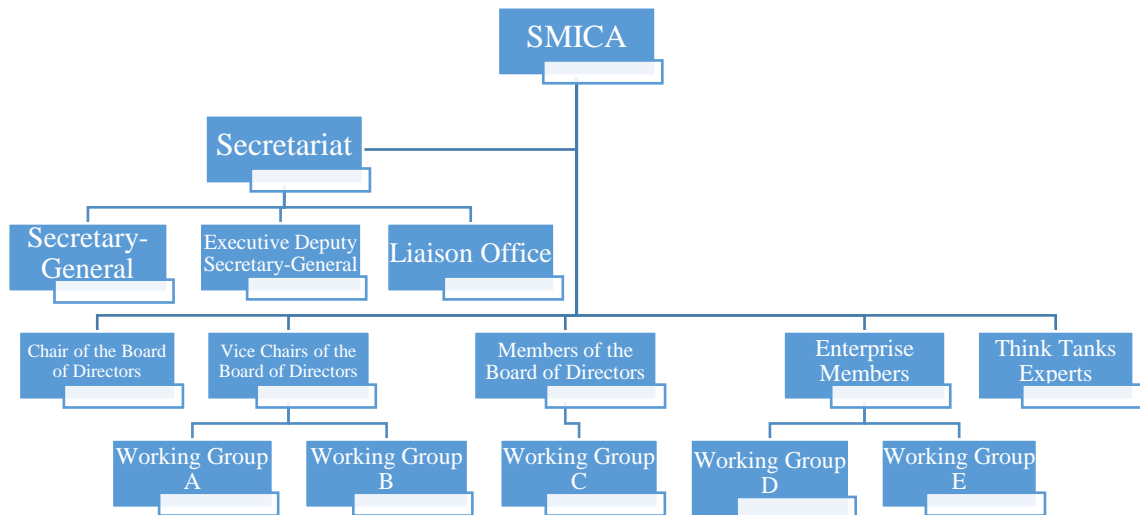 SMICA
Secretariat
Secretary-
General
Executive Deputy
Secretary-General
Liaison Office
Chair of the Board
of Directors
Vice Chairs of the
Board of Directors
Members of the
Board of Directors
Enterprise
Members
Think Tanks
Experts
Working Group
A
Working Group
B
Working Group
C
Working Group
D
Working Group
E